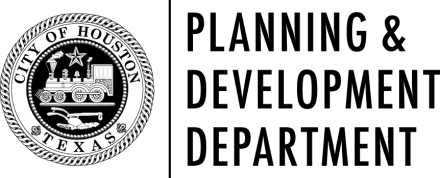 CITY OF HOUSTON
TEXAS
PLANNING &
DEVELOPMENT
DEPARTMENT